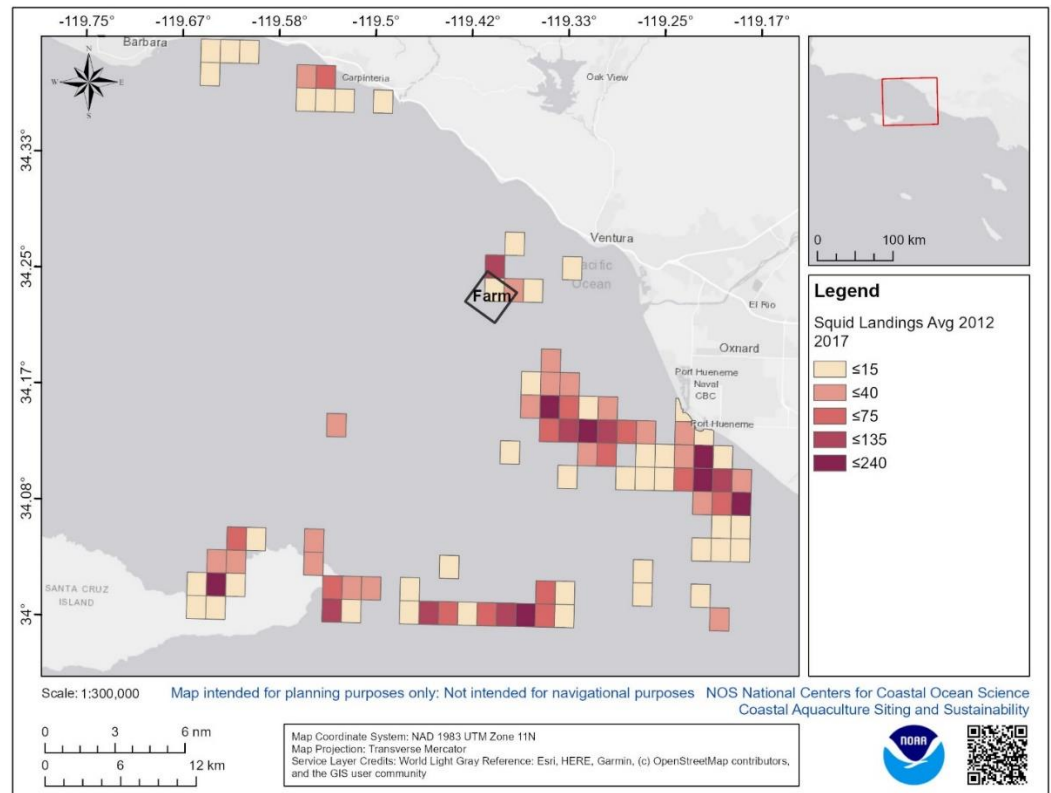 -119.75° -119.67° -119.58° -119.5° -119.42° -119.33° -119.25° -119.17°
Barbara
N
W E
S
Carpinteria
Oak View
34.33°
34.25°
34.17°
34.08°
34°
Ventura
acific
Ocean
Farm
El Rio
Oxnard
Port Hueneme
Naval
CBC
Port Hueneme
SANTA CRUZ
ISLAND
0 100 km
Legend
Squid Landings Avg 2012
2017
≤15
≤40
≤75
≤135
≤240
Scale: 1:300,000
Map intended for planning purposes only: Not intended for navigational purposes
NOS National Centers for Coastal Ocean Science
Coastal Aquaculture Siting and Sustainability
0 3 6 nm
0 6 12 km
Map Coordinate System: NAD 1983 UTM Zone 11N
Map Projection: Transverse Mercator
Service Layer Credits: World Light Gray Reference: Esri, HERE, Garmin, (c) OpenStreetMap contributors,
and the GIS user community
NOAA